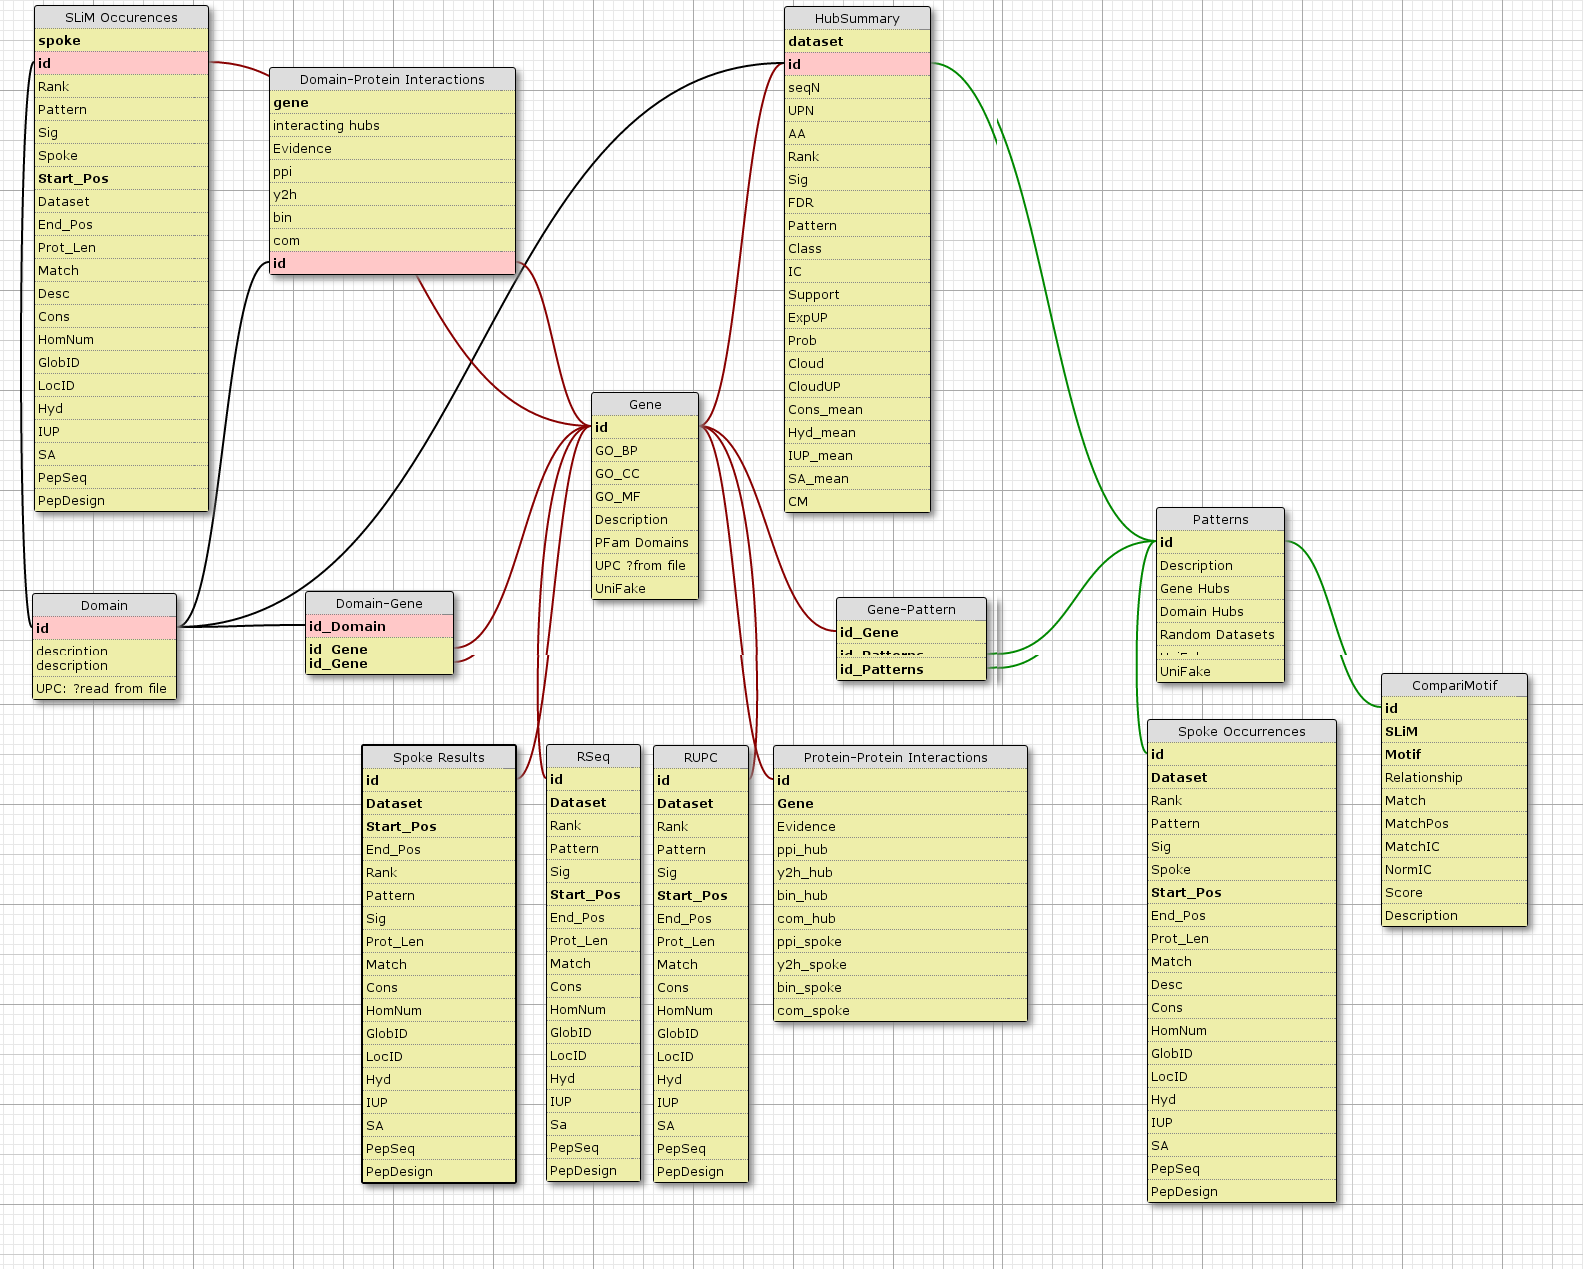 SLiM Occurences
spoke
id
Rank
Pattern
Sig
Spoke
Start_Pos
Dataset
End_Pos
Prot_Len
Match
Desc
Cons
HomNum
GlobID
LocID
Hyd
IUP
SA
PepSeq
PepDesign
Domain-Protein Interactions
gene
interacting hubs
Evidence
ppi
y2h
bin
com
id
HubSummary
dataset
id
seqN
UPN
AA
Rank
Sig
FDR
Pattern
Class
IC
Support
ExpUP
Prob
Cloud
CloudUP
Cons_mean
Hyd_mean
IUP_mean
SA_mean
CM
Gene
id
GO_BP
GO_CC
GO_MF
Description
PFam Domains
UPC ?from file
UniFake
Domain
id
description
description
UPC: ?read from file
Domain-Gene
id_Domain
id_Gene
id_Gene
Gene-Pattern
id_Gene
id_Patterns
id_Patterns
Patterns
id
Description
Gene Hubs
Domain Hubs
Random Datasets
UniFake
CompariMotif
id
SLiM
Motif
Relationship
Match
MatchPos
MatchIC
NormIC
Score
Description
Spoke Results
id
Dataset
Start_Pos
End_Pos
Rank
Pattern
Sig
Prot_Len
Match
Cons
HomNum
GlobID
LocID
Hyd
IUP
SA
PepSeq
PepDesign
RSeq
id
Dataset
Rank
Pattern
Sig
Start_Pos
End_Pos
Prot_Len
Match
Cons
HomNum
GlobID
LocID
Hyd
IUP
Sa
PepSeq
PepDesign
RUPC
id
Dataset
Rank
Pattern
Sig
Start_Pos
End_Pos
Prot_Len
Match
Cons
HomNum
GlobID
LocID
Hyd
IUP
SA
PepSeq
PepDesign
Protein-Protein Interactions
id
Gene
Evidence
ppi_hub
y2h_hub
bin_hub
com_hub
ppi_spoke
y2h_spoke
bin_spoke
com_spoke
Spoke Occurrences
id
Dataset
Rank
Pattern
Sig
Spoke
Start_Pos
End_Pos
Prot_Len
Match
Desc
Cons
HomNum
GlobID
LocID
Hyd
IUP
SA
PepSeq
PepDesign